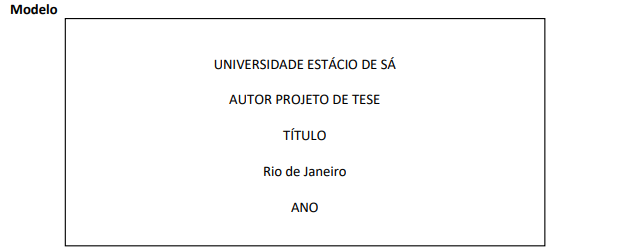 Modelo
UNIVERSIDADE ESTÁCIO DE SÁ
AUTOR PROJETO DE TESE
TÍTULO
Rio de Janeiro
ANO